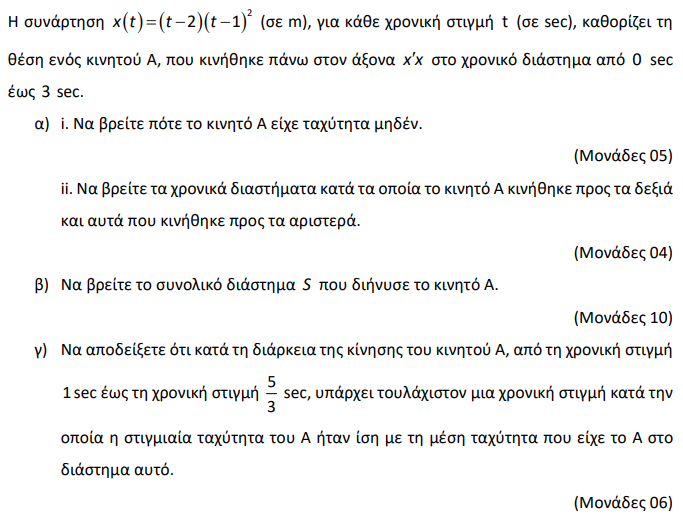 Η συνάρτηση x(t)=(t−2)(t−1)² (σε m), για κάθε χρονική στιγμή t (σε sec), καθορίζει τη
θέση ενός κινητού Α, που κινήθηκε πάνω στον άξονα x′x στο χρονικό διάστημα από 0 sec
έως 3 sec.
α) i. Να βρείτε πότε το κινητό Α είχε ταχύτητα μηδέν.
(Μονάδες 05)
ii. Να βρείτε τα χρονικά διαστήματα κατά τα οποία το κινητό Α κινήθηκε προς τα δεξιά
και αυτά που κινήθηκε προς τα αριστερά.
(Μονάδες 04)
β) Να βρείτε το συνολικό διάστημα S που διήνυσε το κινητό Α.
(Μονάδες 10)
γ) Να αποδείξετε ότι κατά τη διάρκεια της κίνησης του κινητού Α, από τη χρονική στιγμή
1 sec έως τη χρονική στιγμή 5/3 sec, υπάρχει τουλάχιστον μια χρονική στιγμή κατά την
οποία η στιγμιαία ταχύτητα του Α ήταν ίση με τη μέση ταχύτητα που είχε το Α στο
διάστημα αυτό.
(Μονάδες 06)